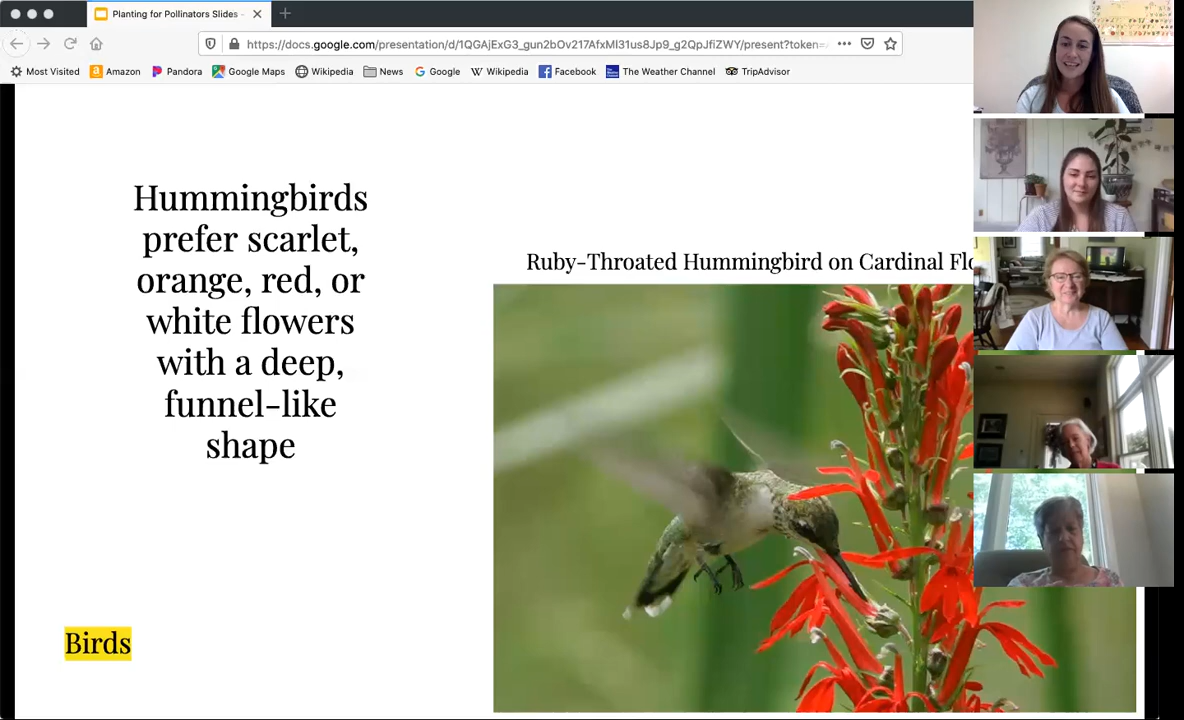 Planting for Pollinators Slides -
https://docs.google.com/presentation/d/1QGAjExG3_gun2bOv217AfxMl31us8Jp9_g2QpJfiZWY/present?token=
Most Visited Amazon Pandora Google Maps Wikipedia News Google Wikipedia Facebook The Weather Channel TripAdvisor
Hummingbirds
prefer scarlet,
orange, red, or
white flowers
with a deep,
funnel-like
shape
Ruby-Throated Hummingbird on Cardinal Flo
Birds